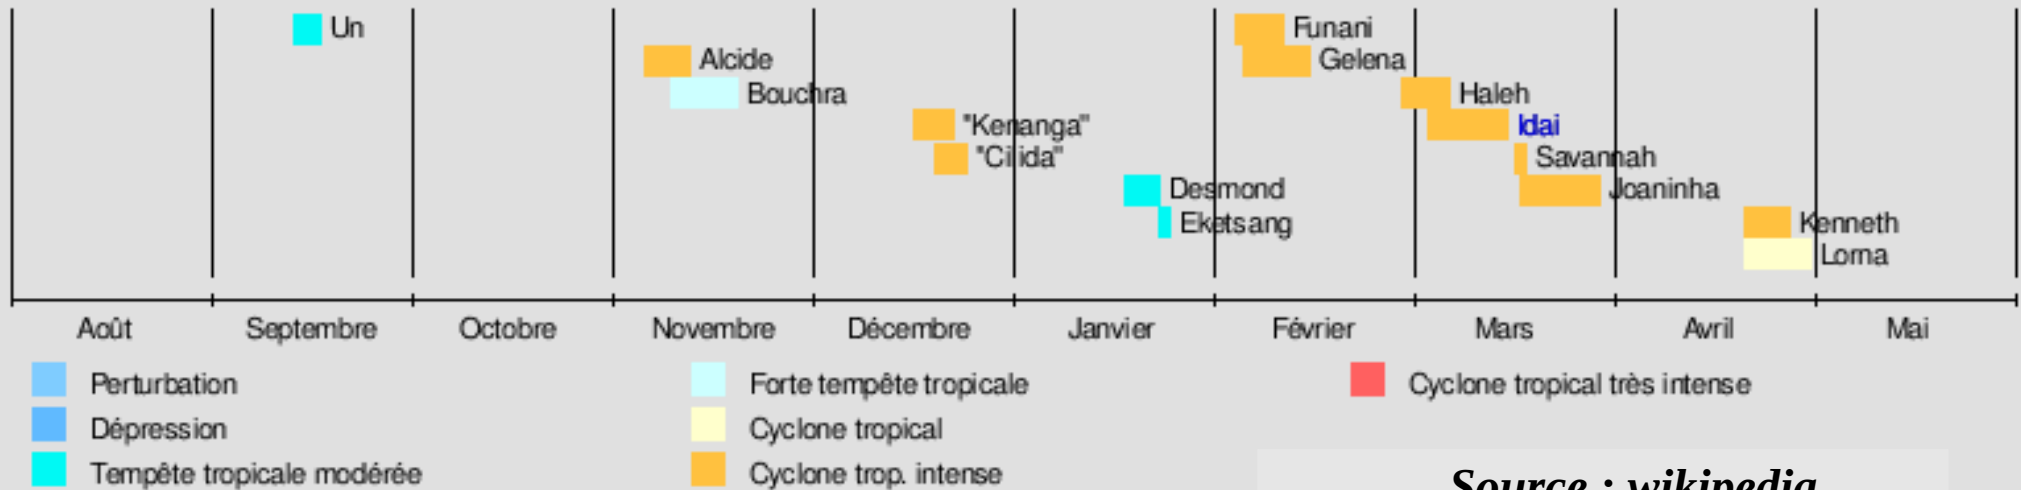 Un
Funani
Alcide
Gelena
Bouchra
Haleh
"Kenanga"
Idai
"Cilida"
Savannah
Desmond
Joaninha
Eketsang
Kenneth
Lorna
Août Septembre Octobre Novembre Décembre Janvier Février Mars Avril Mai
Perturbation
Forte tempête tropicale
Cyclone tropical très intense
Dépression
Cyclone tropical
Tempête tropicale modérée
Cyclone trop. intense
Source : wikipedia